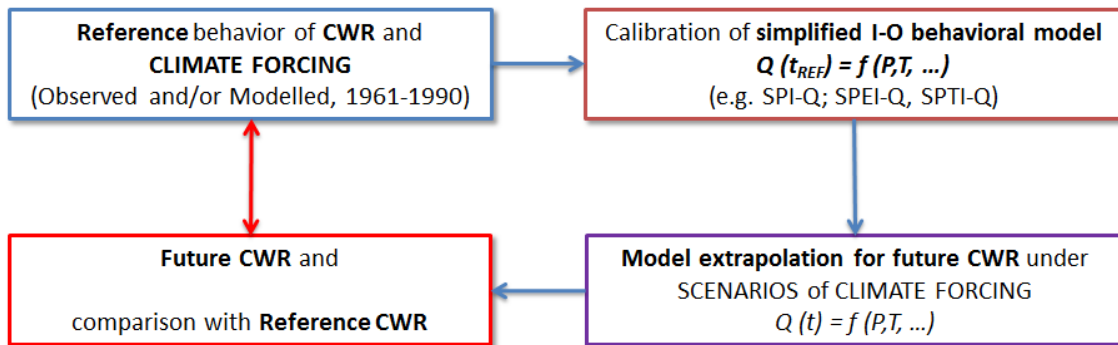 Reference behavior of CWR and
CLIMATE FORCING
(Observed and/or Modelled, 1961-1990)
Calibration of simplified I-O behavioral model
Q (tREF) = f (P,T, ...)
(e.g. SPI-Q; SPEI-Q, SPTI-Q)
Future CWR and
comparison with Reference CWR
Model extrapolation for future CWR under
SCENARIOS of CLIMATE FORCING
Q (t) = f (P,T, ...)